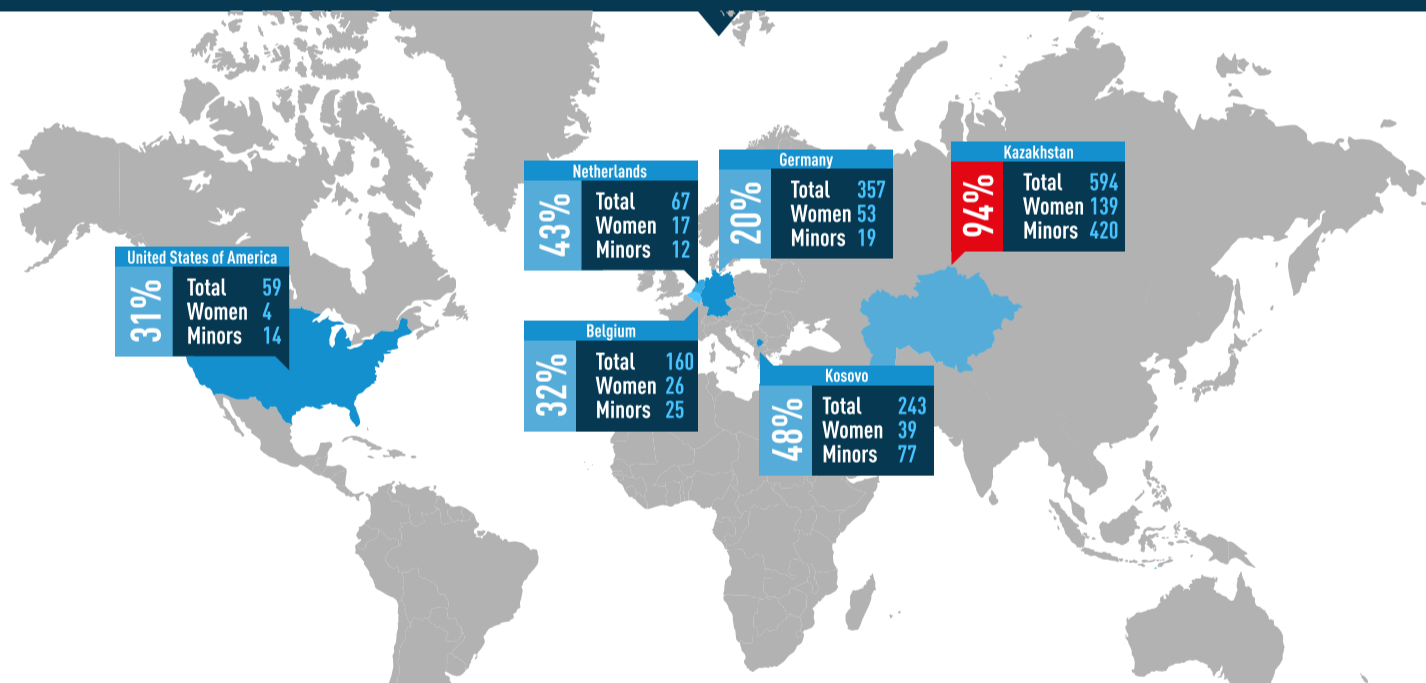 United States of America
31%
Total 59
Women 4
Minors 14
Netherlands
43%
Total 67
Women 17
Minors 12
Belgium
32%
Total 160
Women 26
Minors 25
Germany
20%
Total 357
Women 53
Minors 19
Kosovo
48%
Total 243
Women 39
Minors 77
Kazakhstan
94%
Total 594
Women 139
Minors 420